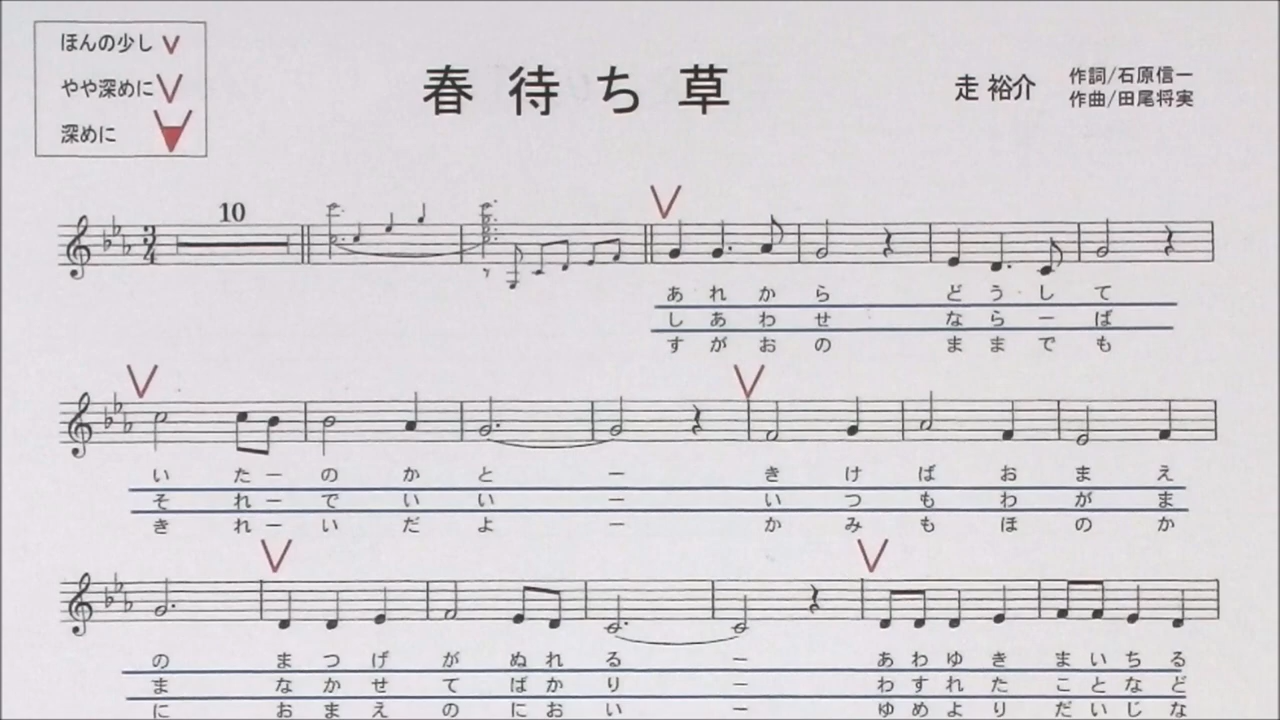 ほんの少し
やや深めに
深めに
春待ち草
走 裕介
作詞/石原信一
作曲/田尾将実
10
3
4
あれから どうして
しあわせ ならーば
すがおの ままでも
いたーのかとー きけばおまえ
それーでいいー いつもわがま
きれーいだよー かみもほのか
の まつげがぬれるー あわゆきまいちる
ま なかせてばかりー わすれたことなど
に おまえのにおいー ゆめよりだいじな